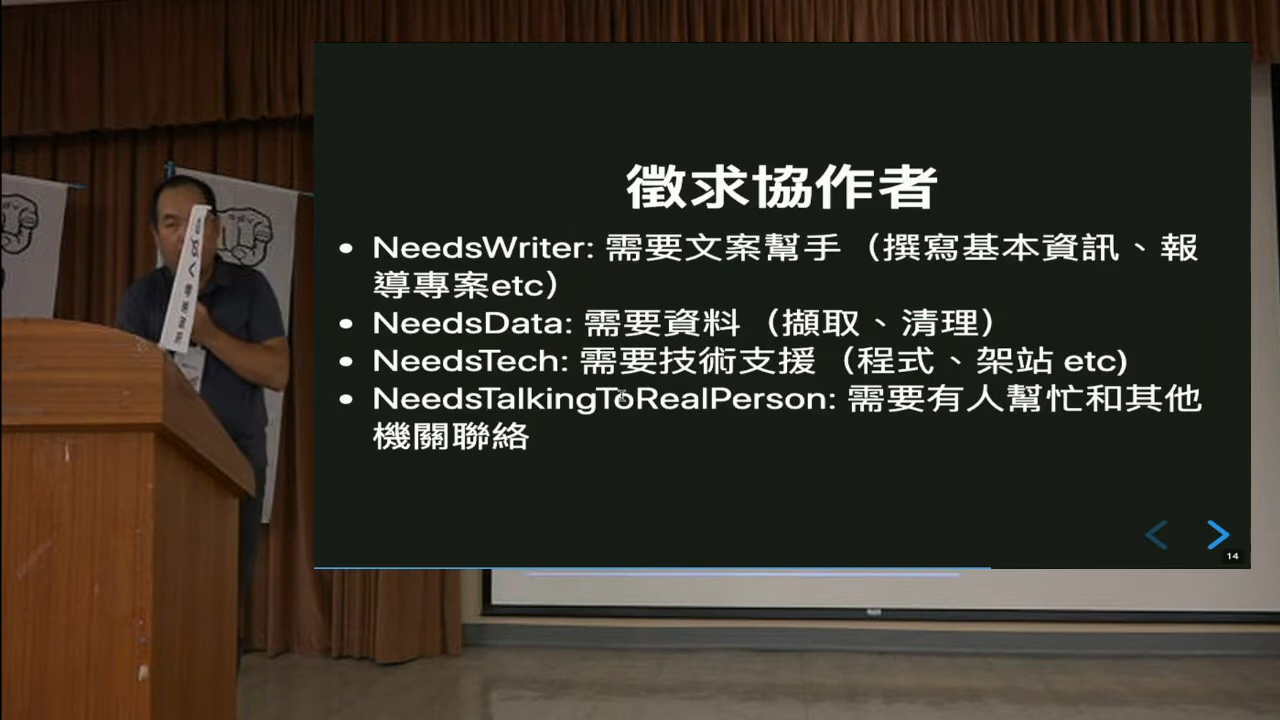 徵求協作者
• NeedsWriter: 需要文案幫手（撰寫基本資訊、報
導專案etc）
• NeedsData: 需要資料（擷取、清理）
• NeedsTech: 需要技術支援（程式、架站 etc)
• NeedsTalkingToRealPerson: 需要有人幫忙和其他
機關聯絡
14